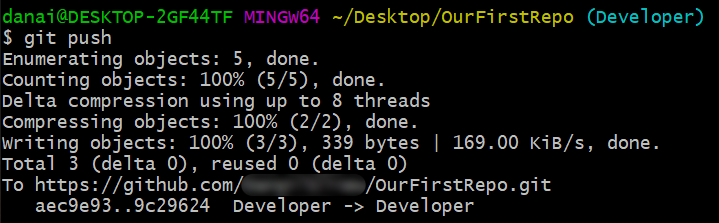 danai@DESKTOP-2GF44TF MINGW64 ~/Desktop/OurFirstRepo (Developer)
$ git push
Enumerating objects: 5, done.
Counting objects: 100% (5/5), done.
Delta compression using up to 8 threads
Compressing objects: 100% (2/2), done.
Writing objects: 100% (3/3), 339 bytes | 169.00 KiB/s, done.
Total 3 (delta 0), reused 0 (delta 0)
To https://github.com/ /OurFirstRepo.git
aec9e93..9c29624 Developer -> Developer